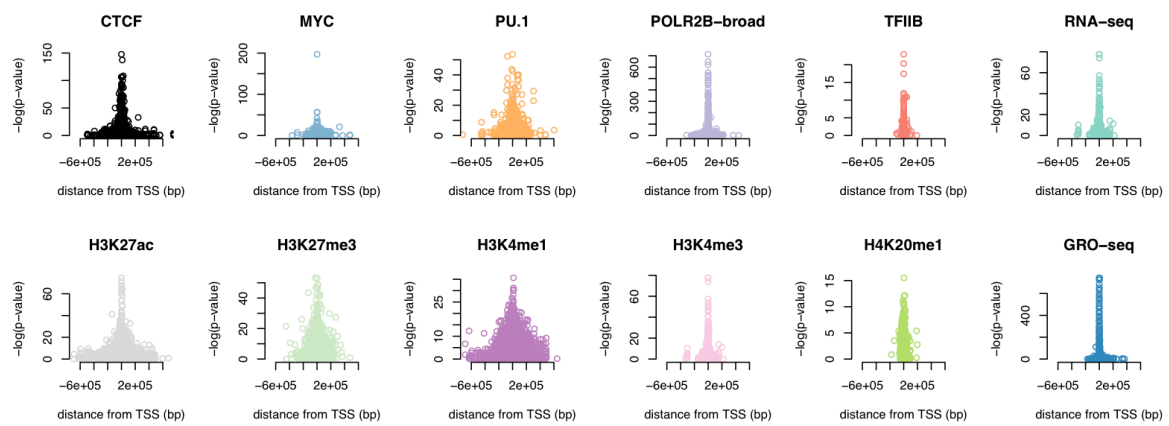 CTCF MYC PU.1 POLR2B−broad TFIIB RNA−seq
−log(p−value) 0 50 100 150 −6e+05 2e+05 distance from TSS (bp)
−log(p−value) 0 50 100 200 −6e+05 2e+05 distance from TSS (bp)
−log(p−value) 0 20 40 −6e+05 2e+05 distance from TSS (bp)
−log(p−value) 0 300 600 −6e+05 2e+05 distance from TSS (bp)
−log(p−value) 0 5 10 15 −6e+05 2e+05 distance from TSS (bp)
−log(p−value) 0 40 80 −6e+05 2e+05 distance from TSS (bp)
H3K27ac H3K27me3 H3K4me1 H3K4me3 H4K20me1 GRO−seq
−log(p−value) 0 20 60 −6e+05 2e+05 distance from TSS (bp)
−log(p−value) 0 20 40 −6e+05 2e+05 distance from TSS (bp)
−log(p−value) 0 5 15 25 −6e+05 2e+05 distance from TSS (bp)
−log(p−value) 0 20 60 −6e+05 2e+05 distance from TSS (bp)
−log(p−value) 0 5 10 15 −6e+05 2e+05 distance from TSS (bp)
−log(p−value) 0 400 −6e+05 2e+05 distance from TSS (bp)